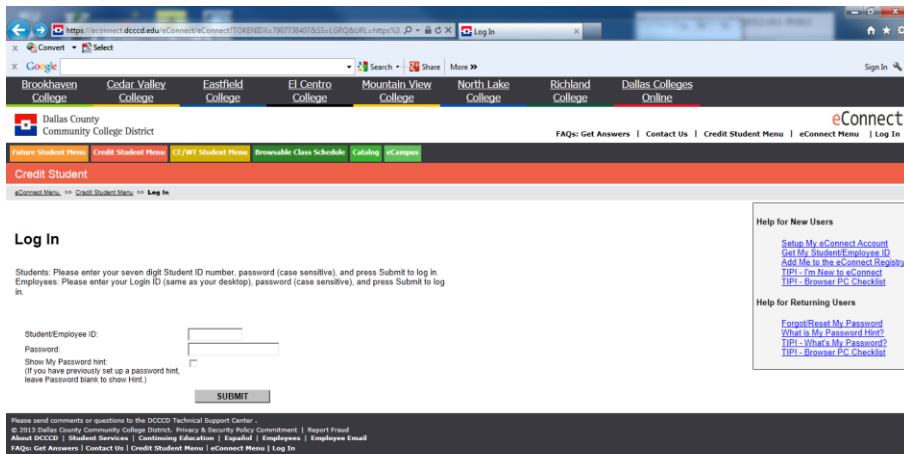 https://econnect.dcccd.edu/eConnect/eConnect?TOKENIDX=7907738407&SS=LGRQ&URL=https%3
Log In
x Convert Select
x Google Search Share More >> Sign In
Brookhaven College Cedar Valley College Eastfield College El Centro College Mountain View College North Lake College Richland College Dallas Colleges Online
Dallas County
Community College District
eConnect
FAQs: Get Answers | Contact Us | Credit Student Menu | eConnect Menu | Log In
Future Student Menu Credit Student Menu CE/WT Student Menu Browsable Class Schedule Catalog eCampus
Credit Student
eConnect Menu >> Credit Student Menu >> Log In
Log In
Students: Please enter your seven digit Student ID number, password (case sensitive), and press Submit to log in.
Employees: Please enter your Login ID (same as your desktop), password (case sensitive), and press Submit to log
in.
Student/Employee ID:
Password:
Show My Password hint:
(If you have previously set up a password hint,
leave Password blank to show Hint.)
SUBMIT
Help for New Users
Setup My eConnect Account
Get My Student/Employee ID
Add Me to the eConnect Registry
TIP! - I'm New to eConnect
TIP! - Browser PC Checklist
Help for Returning Users
Forgot/Reset My Password
What is My Password Hint?
TIP! - What's My Password?
TIP! - Browser PC Checklist
Please send comments or questions to the DCCCD Technical Support Center .
© 2013 Dallas County Community College District. Privacy & Security Policy Commitment | Report Fraud
About DCCCD | Student Services | Continuing Education | Español | Employees | Employee Email
FAQs: Get Answers | Contact Us | Credit Student Menu | eConnect Menu | Log In